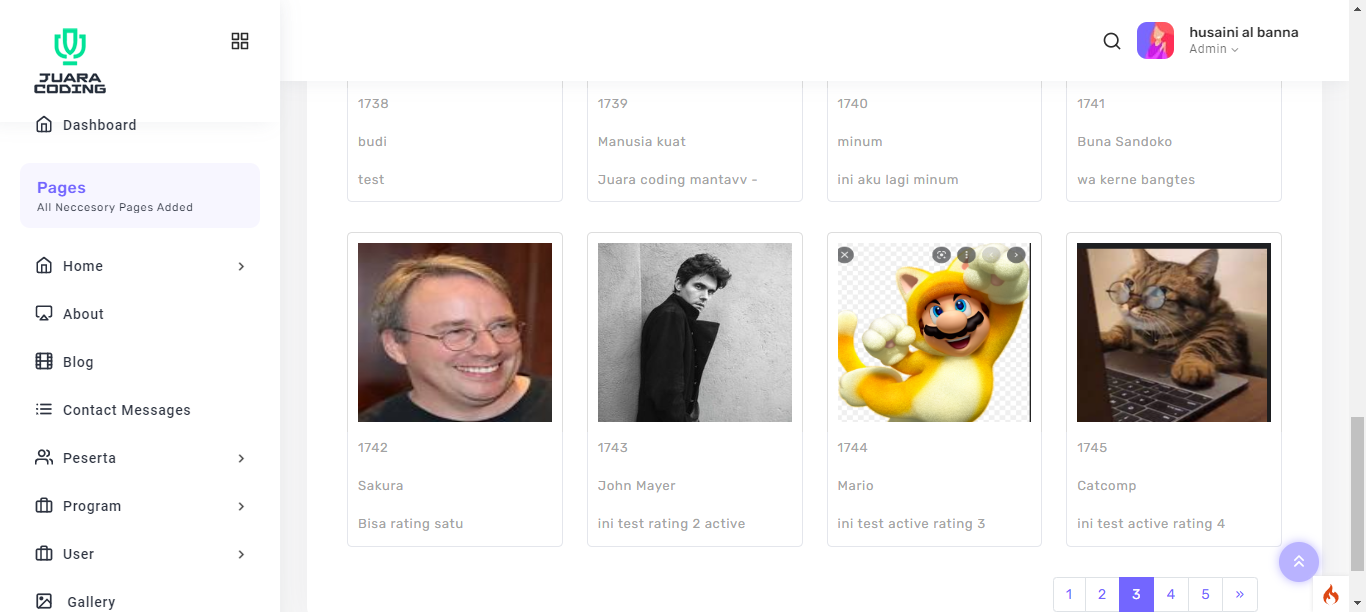 JUARA
CODING
husaini al banna
Admin
Dashboard
Pages
All Neccesory Pages Added
Home
About
Blog
Contact Messages
Peserta
Program
User
Gallery
1738
budi
test
1739
Manusia kuat
Juara coding mantavv -
1740
minum
ini aku lagi minum
1741
Buna Sandoko
wa kerne bangtes
1742
Sakura
Bisa rating satu
1743
John Mayer
ini test rating 2 active
1744
Mario
ini test active rating 3
1745
Catcomp
ini test active rating 4
1 2 3 4 5 »